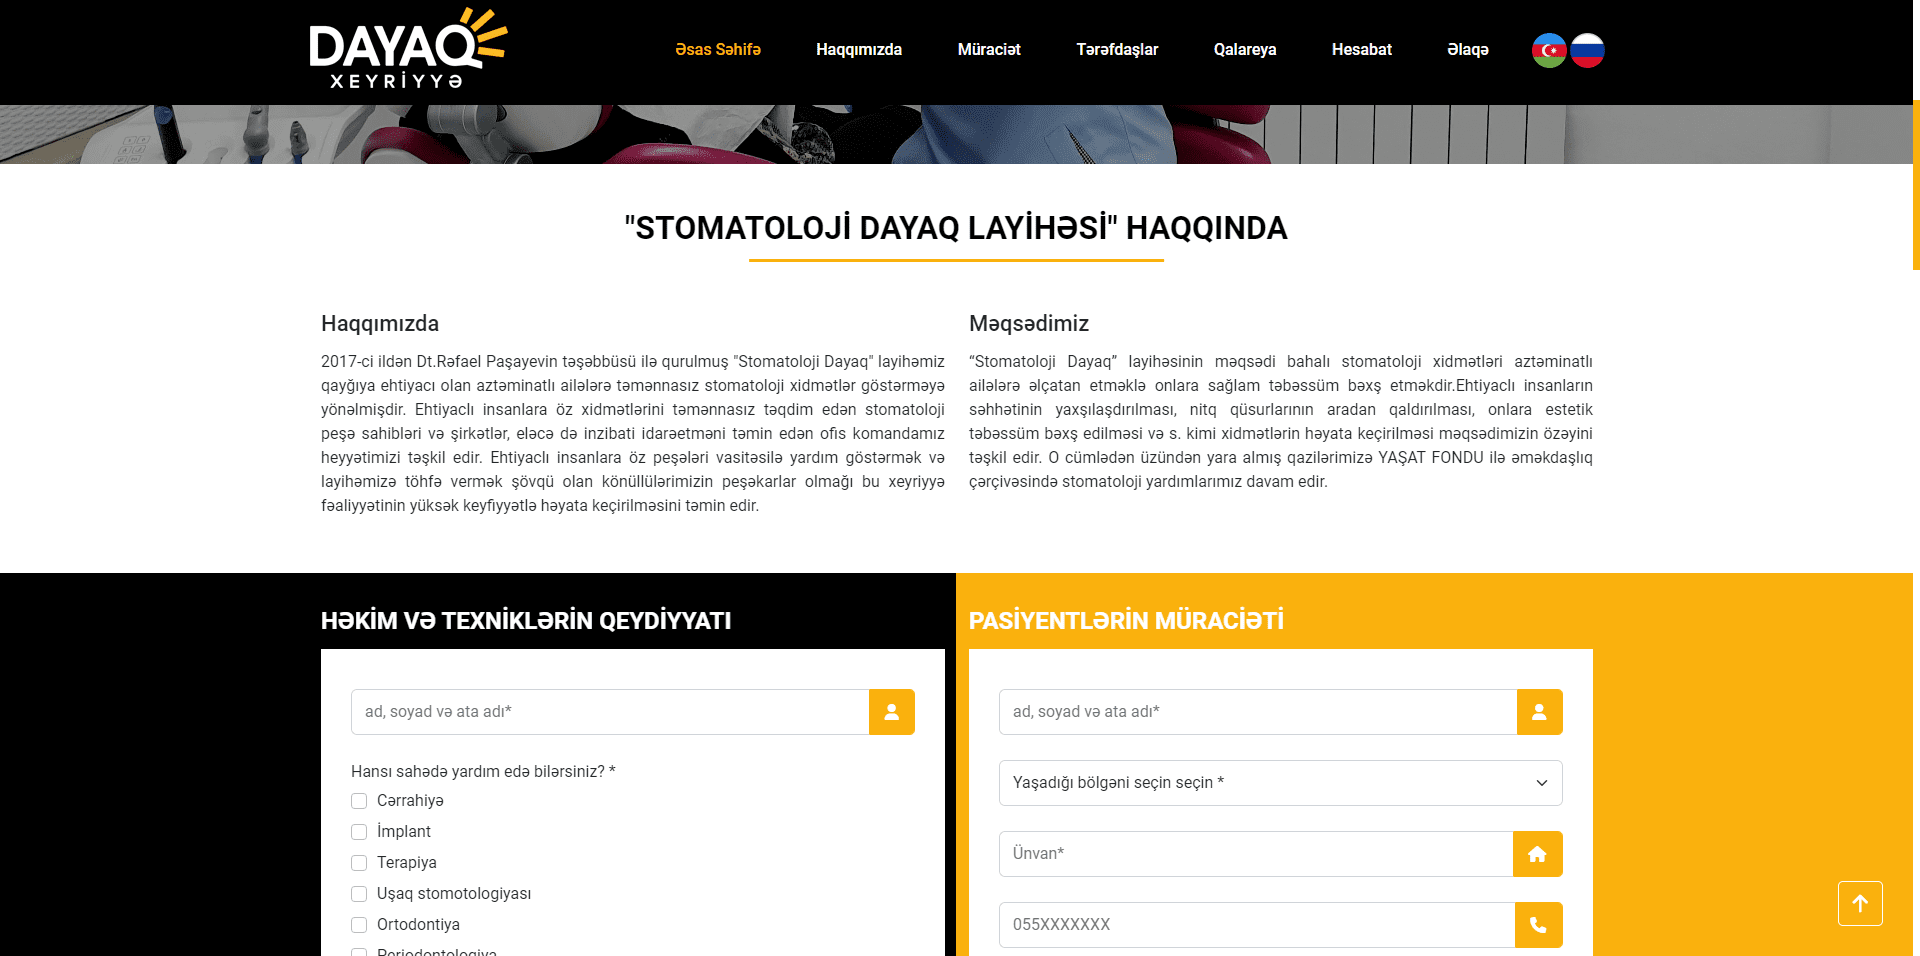 DAYAQ
XEYRİYYƏ
Əsas Səhifə
Haqqımızda
Müraciət
Tərəfdaşlar
Qalareya
Hesabat
Əlaqə
"STOMATOLOJİ DAYAQ LAYİHƏSİ" HAQQINDA
Haqqımızda
2017-ci ildən Dt.Rəfael Paşayevin təşəbbüsü ilə qurulmuş "Stomatoloji Dayaq" layihəmiz
qayğıya ehtiyacı olan aztəminatlı ailələrə təmənnasız stomatoloji xidmətlər göstərməyə
yönəlmişdir. Ehtiyaclı insanlara öz xidmətlərini təmənnasız təqdim edən stomatoloji
peşə sahibləri və şirkətlər, eləcə də inzibati idarəetməni təmin edən ofis komandamız
heyyətimizi təşkil edir. Ehtiyaclı insanlara öz peşələri vasitəsilə yardım göstərmək və
layihəmizə töhfə vermək şövqü olan könüllülərimizin peşəkarlar olmağı bu xeyriyyə
fəaliyyətinin yüksək keyfiyyətlə həyata keçirilməsini təmin edir.
Məqsədimiz
“Stomatoloji Dayaq” layihəsinin məqsədi bahalı stomatoloji xidmətləri aztəminatlı
ailələrə əlçatan etməklə onlara sağlam təbəssüm bəxş etməkdir.Ehtiyaclı insanların
səhhətinin yaxşılaşdırılması, nitq qüsurlarının aradan qaldırılması, onlara estetik
təbəssüm bəxş edilməsi və s. kimi xidmətlərin həyata keçirilməsi məqsədimizin özəyini
təşkil edir. O cümlədən üzündən yara almış qazilərimizə YAŞAT FONDU ilə əməkdaşlıq
çərçivəsində stomatoloji yardımlarımız davam edir.
HƏKİM VƏ TEXNİKLƏRİN QEYDİYYATI
ad, soyad və ata adı*
Hansı sahədə yardım edə bilərsiniz? *
Cərrahiyə
İmplant
Terapiya
Uşaq stomotologiyası
Ortodontiya
Periodontologiya
PASİYENTLƏRİN MÜRACİƏTİ
ad, soyad və ata adı*
Yaşadığı bölgəni seçin seçin *
Ünvan*
055XXXXXXX